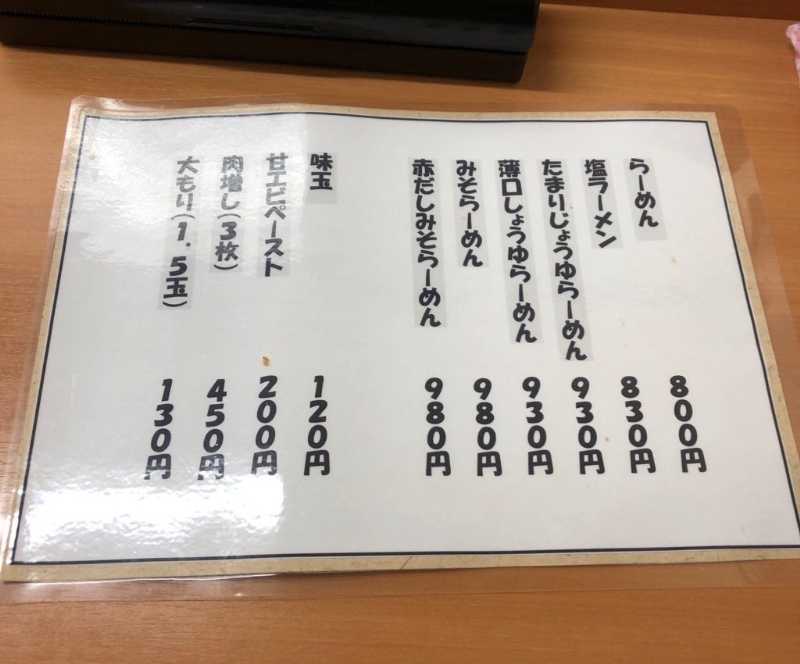 らーめん 800円
塩ラーメン 830円
たまりじょうゆらーめん 930円
薄口しょうゆらーめん 930円
みそらーめん 980円
赤だしみそらーめん 980円
味玉 120円
甘エビペースト 200円
肉増し(3枚) 450円
大もり(1.5玉) 130円